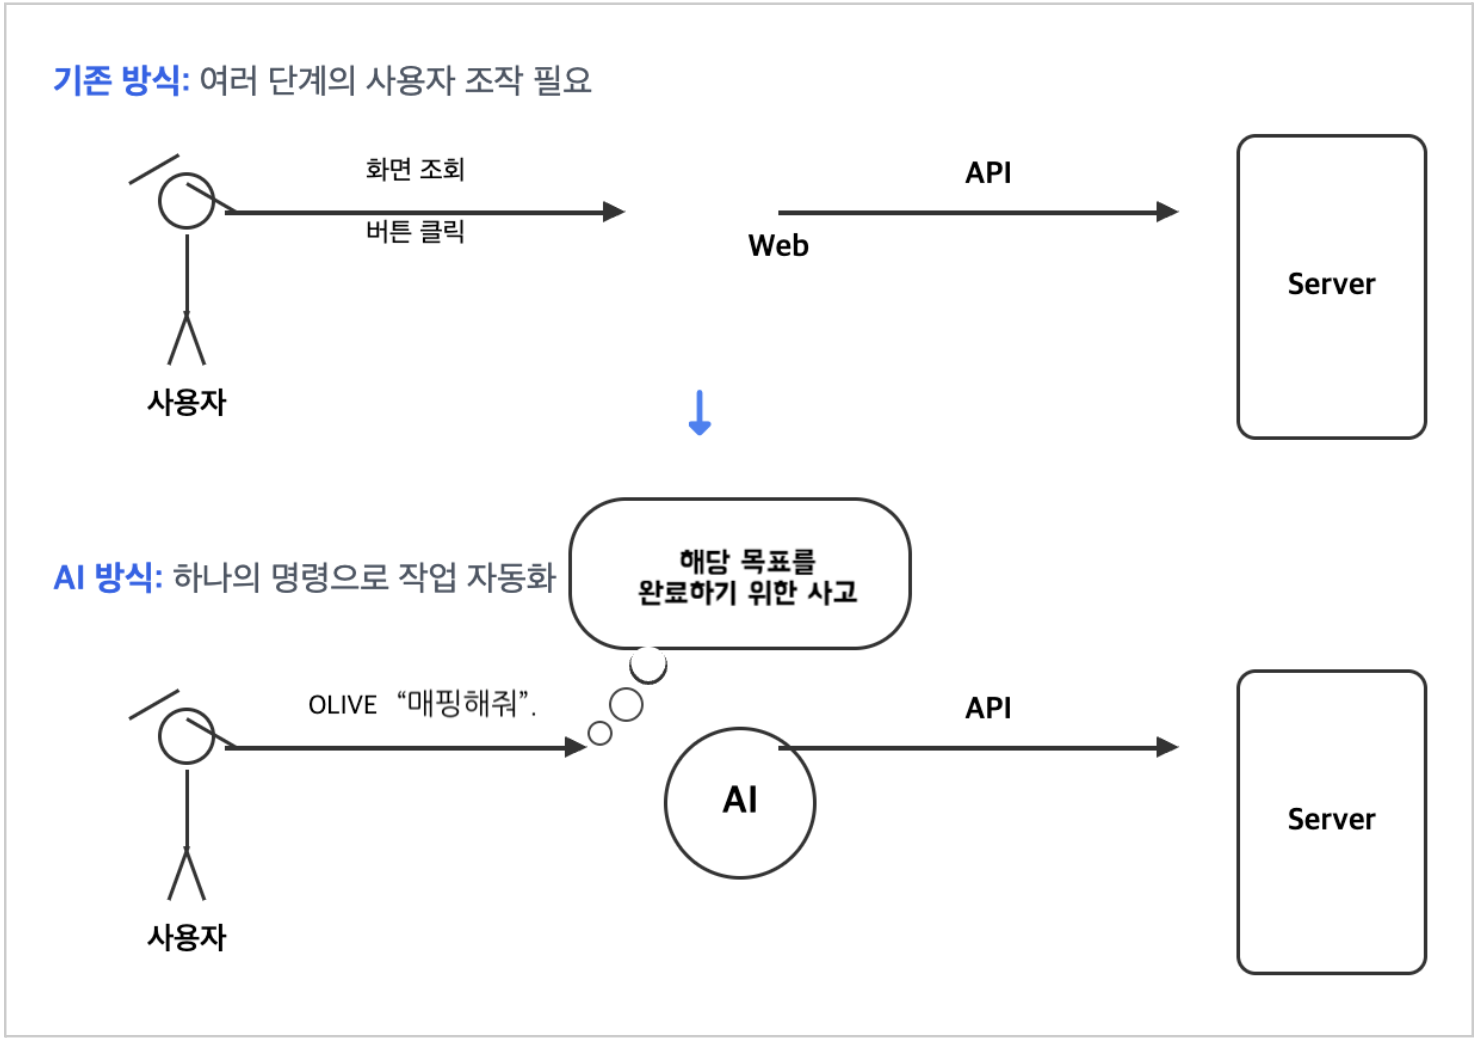 기존 방식: 여러 단계의 사용자 조작 필요
화면 조회
버튼 클릭
API
Web
Server
사용자
해당 목표를
완료하기 위한 사고
AI 방식: 하나의 명령으로 작업 자동화
OLIVE “매핑해줘”.
API
AI
Server
사용자